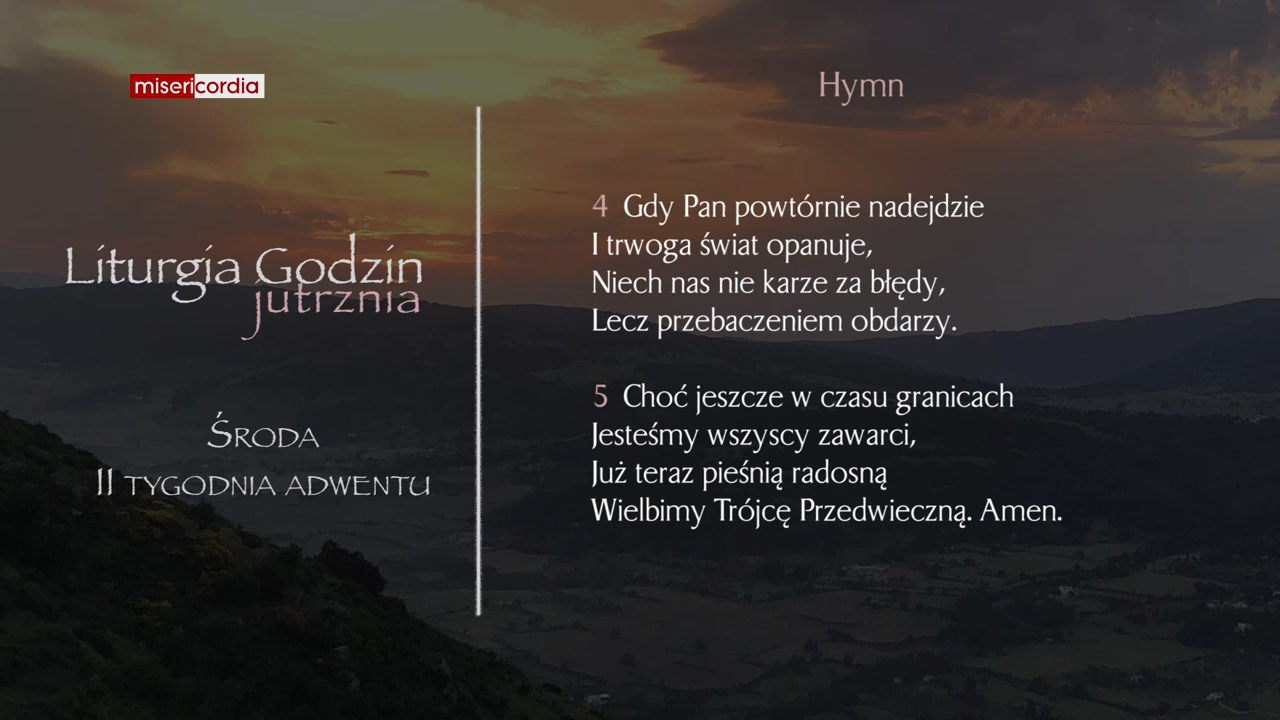 misericordia
Hymn
Liturgia Godzin
jutrznia
Środa
II tygodnia adwentu
4 Gdy Pan powtórnie nadejdzie
I trwoga świat opanuje,
Niech nas nie karze za błędy,
Lecz przebaczeniem obdarzy.
5 Choć jeszcze w czasu granicach
Jesteśmy wszyscy zawarci,
Już teraz pieśnią radosną
Wielbimy Trójcę Przedwieczną. Amen.